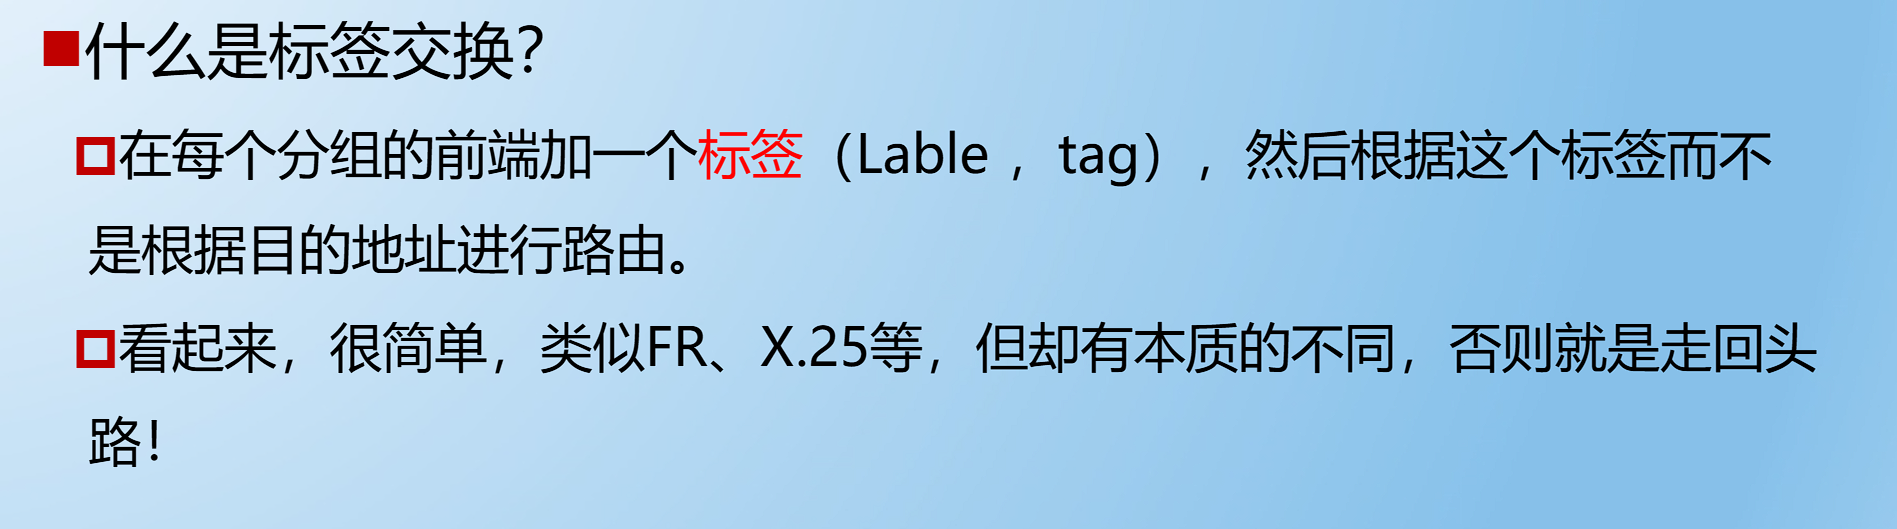 什么是标签交换？
在每个分组的前端加一个标签（Lable ，tag），然后根据这个标签而不
是根据目的地址进行路由。
看起来，很简单，类似FR、X.25等，但却有本质的不同，否则就是走回头
路！